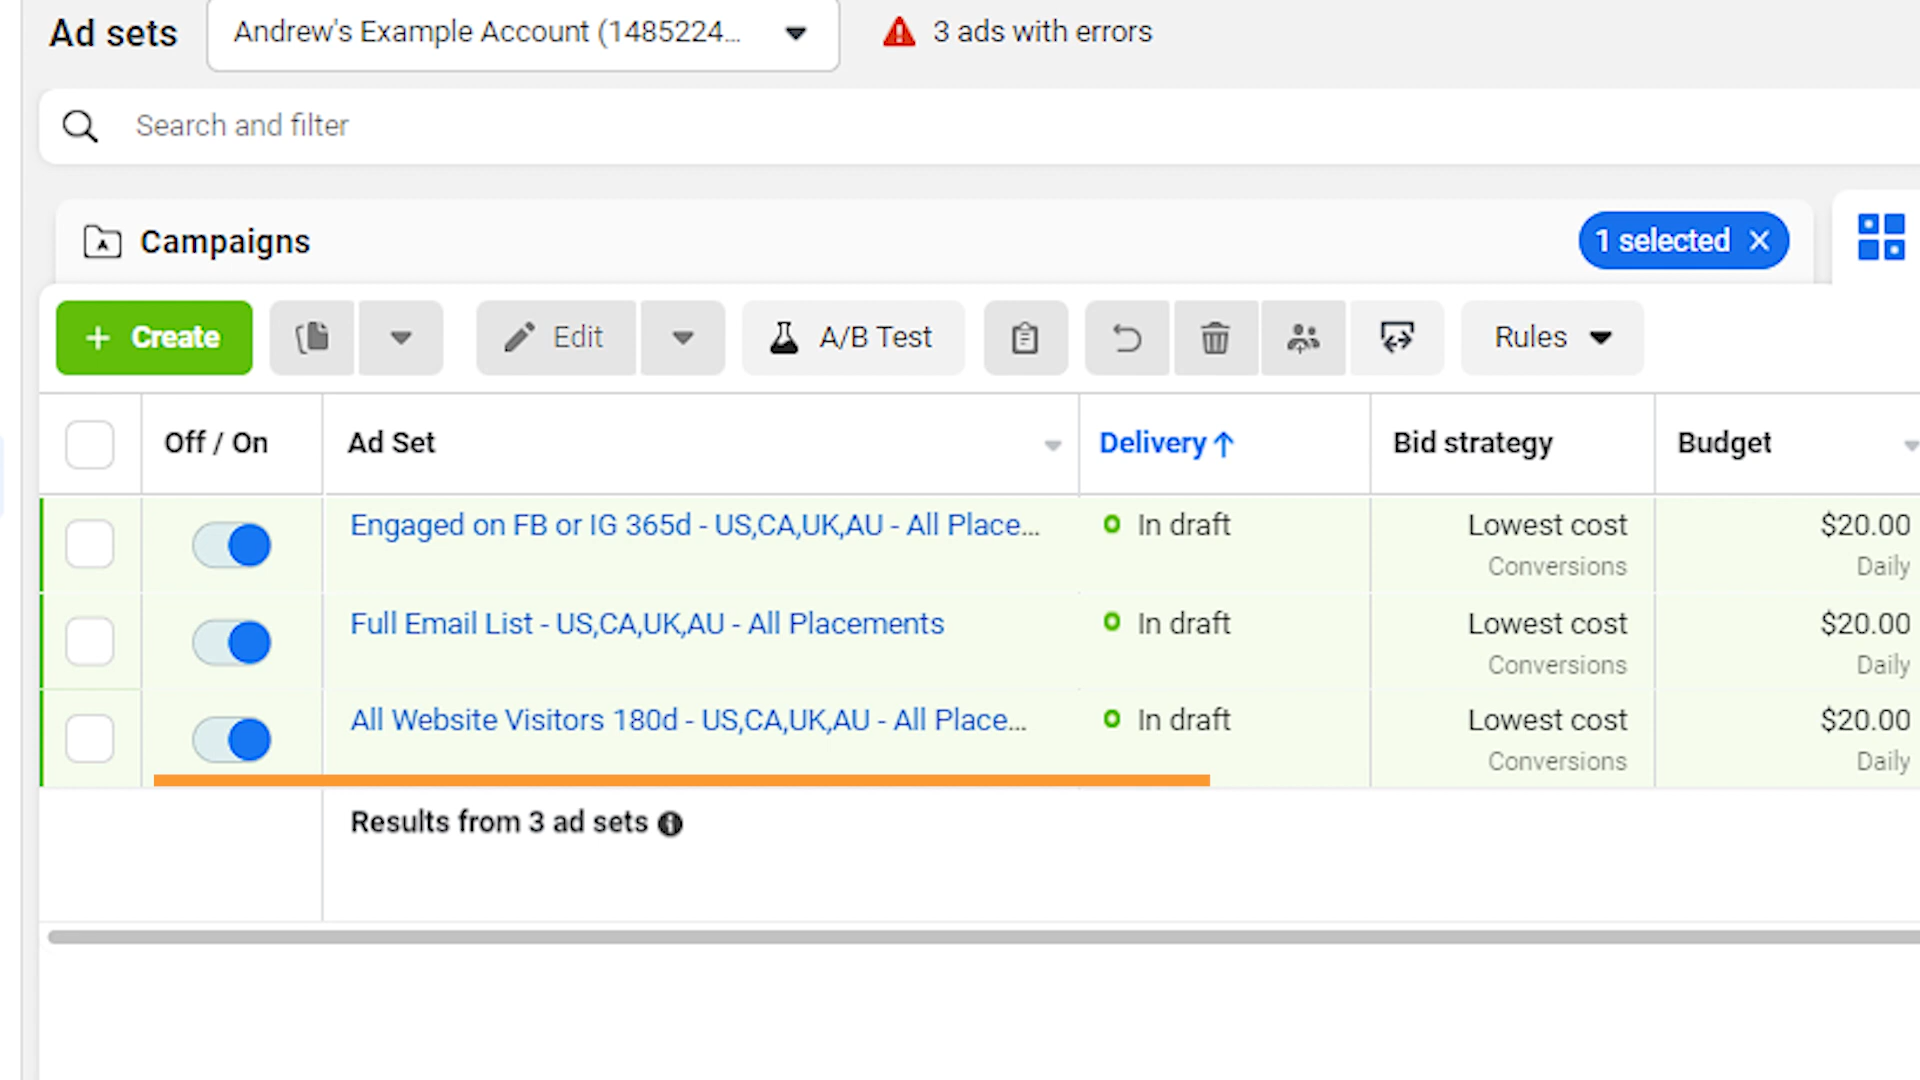 Ad sets
Andrew's Example Account (1485224...
3 ads with errors
Search and filter
Campaigns
1 selected
+ Create
Edit
A/B Test
Rules
Off / On
Ad Set
Delivery↑
Bid strategy
Budget
Engaged on FB or IG 365d - US,CA,UK,AU - All Place...
In draft
Lowest cost
$20.00
Conversions
Daily
Full Email List - US,CA,UK,AU - All Placements
In draft
Lowest cost
$20.00
Conversions
Daily
All Website Visitors 180d - US,CA,UK,AU - All Place...
In draft
Lowest cost
$20.00
Conversions
Daily
Results from 3 ad sets